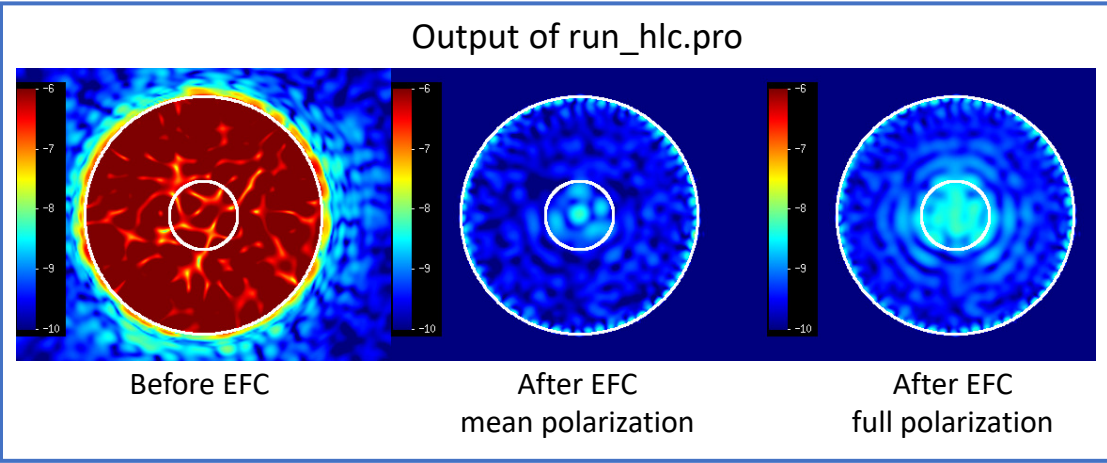 Output of run_hlc.pro
-6
-7
-8
-9
-10
-6
-7
-8
-9
-10
-6
-7
-8
-9
-10
Before EFC
After EFC
mean polarization
After EFC
full polarization